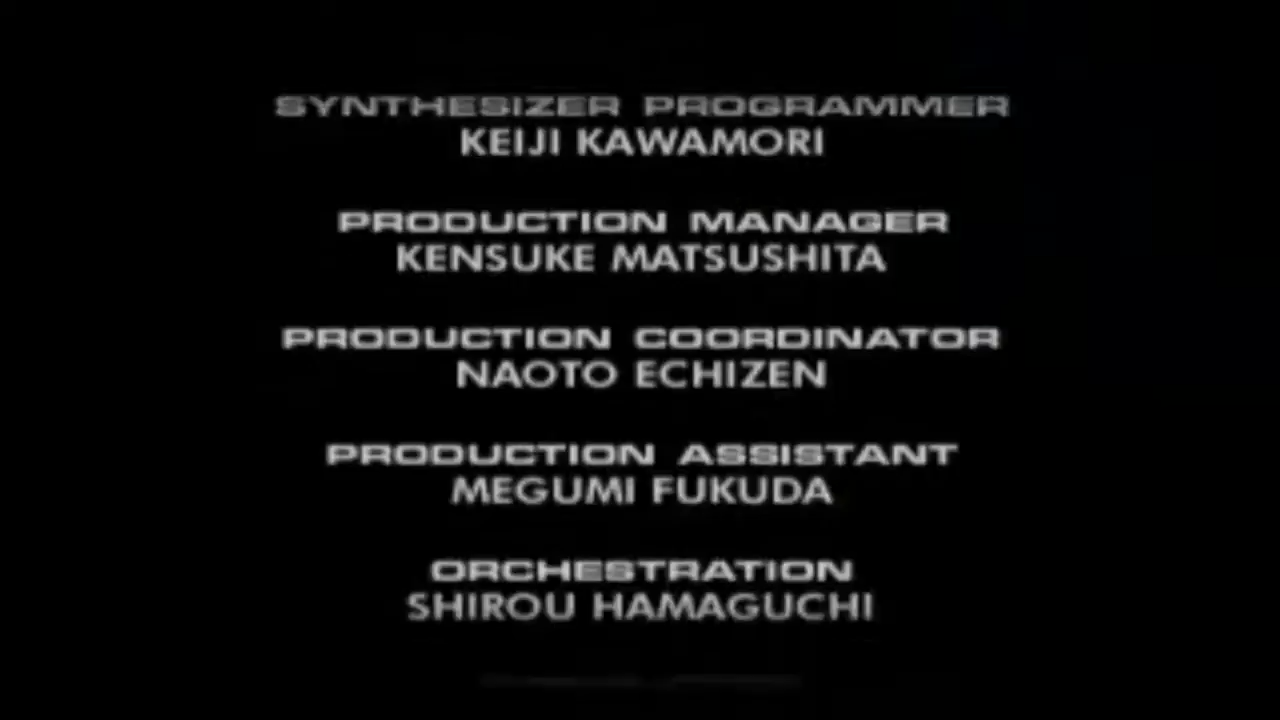 SYNTHESIZER PROGRAMMER
KEIJI KAWAMORI
PRODUCTION MANAGER
KENSUKE MATSUSHITA
PRODUCTION COORDINATOR
NAOTO ECHIZEN
PRODUCTION ASSISTANT
MEGUMI FUKUDA
ORCHESTRATION
SHIROU HAMAGUCHI